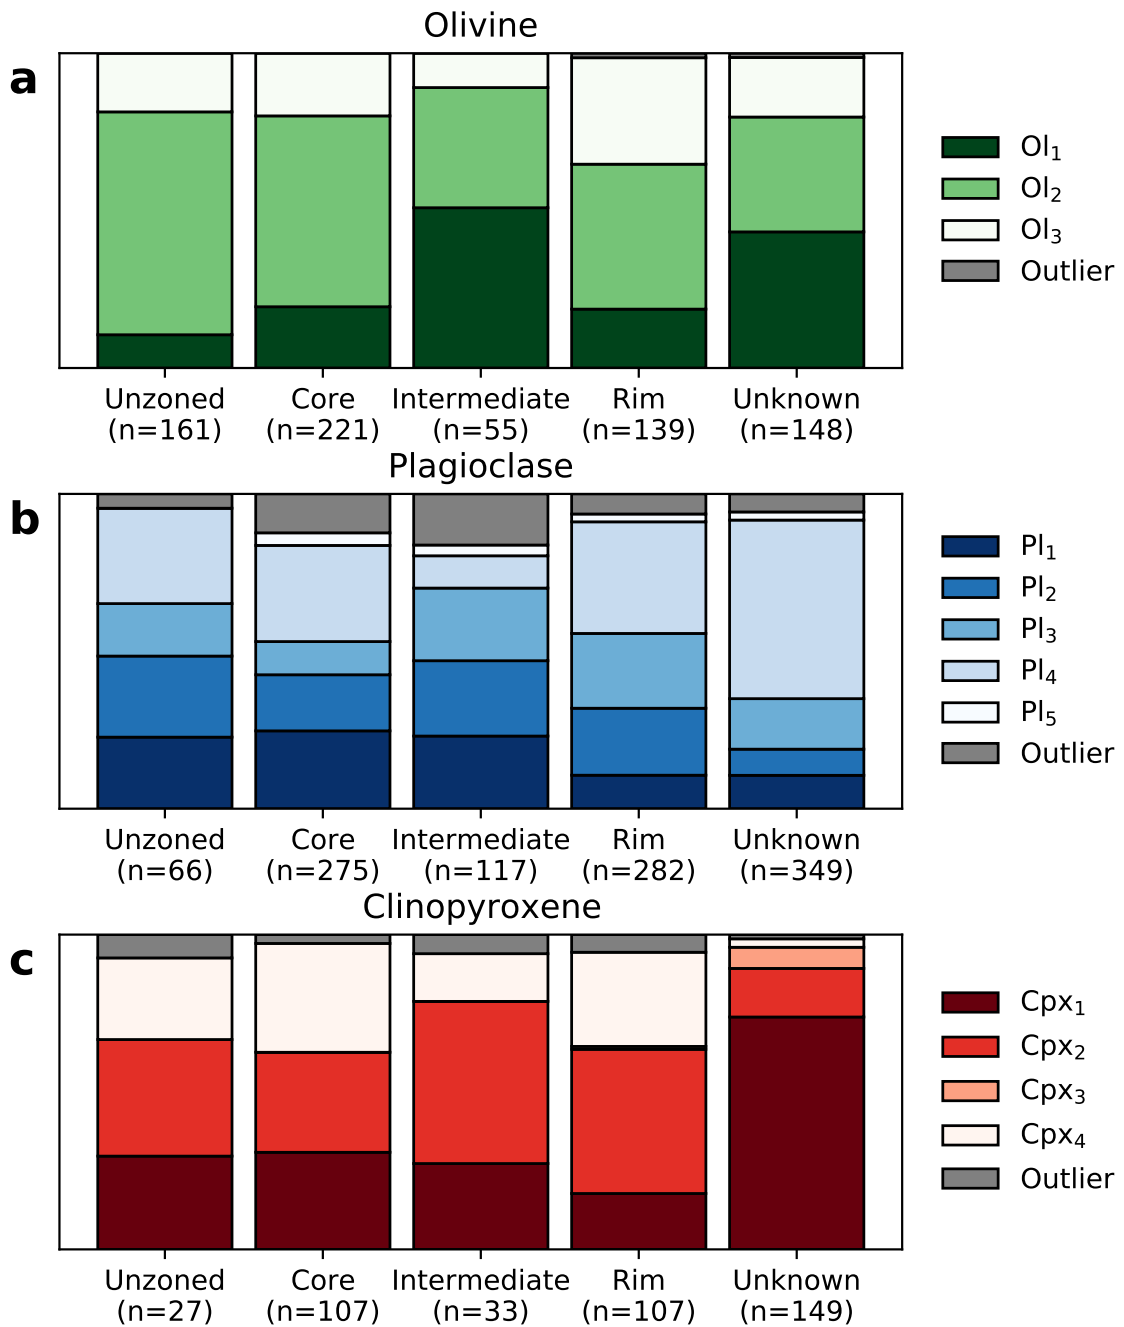 Olivine
a
Ol₁
Ol₂
Ol₃
Outlier
Unzoned Core Intermediate Rim Unknown
(n=161) (n=221) (n=55) (n=139) (n=148)
Plagioclase
b
Pl₁
Pl₂
Pl₃
Pl₄
Pl₅
Outlier
Unzoned Core Intermediate Rim Unknown
(n=66) (n=275) (n=117) (n=282) (n=349)
Clinopyroxene
c
Cpx₁
Cpx₂
Cpx₃
Cpx₄
Outlier
Unzoned Core Intermediate Rim Unknown
(n=27) (n=107) (n=33) (n=107) (n=149)